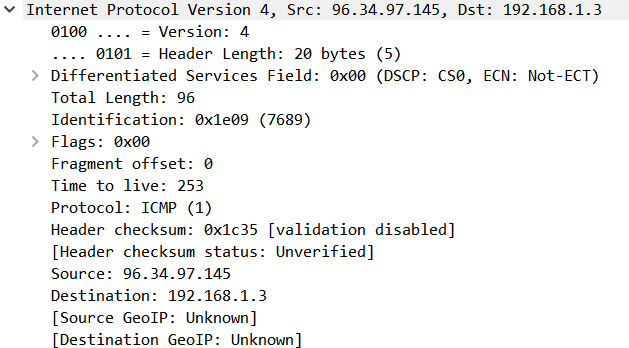 Internet Protocol Version 4, Src: 96.34.97.145, Dst: 192.168.1.3
0100 .... = Version: 4
.... 0101 = Header Length: 20 bytes (5)
Differentiated Services Field: 0x00 (DSCP: CS0, ECN: Not-ECT)
Total Length: 96
Identification: 0x1e09 (7689)
Flags: 0x00
Fragment offset: 0
Time to live: 253
Protocol: ICMP (1)
Header checksum: 0x1c35 [validation disabled]
[Header checksum status: Unverified]
Source: 96.34.97.145
Destination: 192.168.1.3
[Source GeoIP: Unknown]
[Destination GeoIP: Unknown]